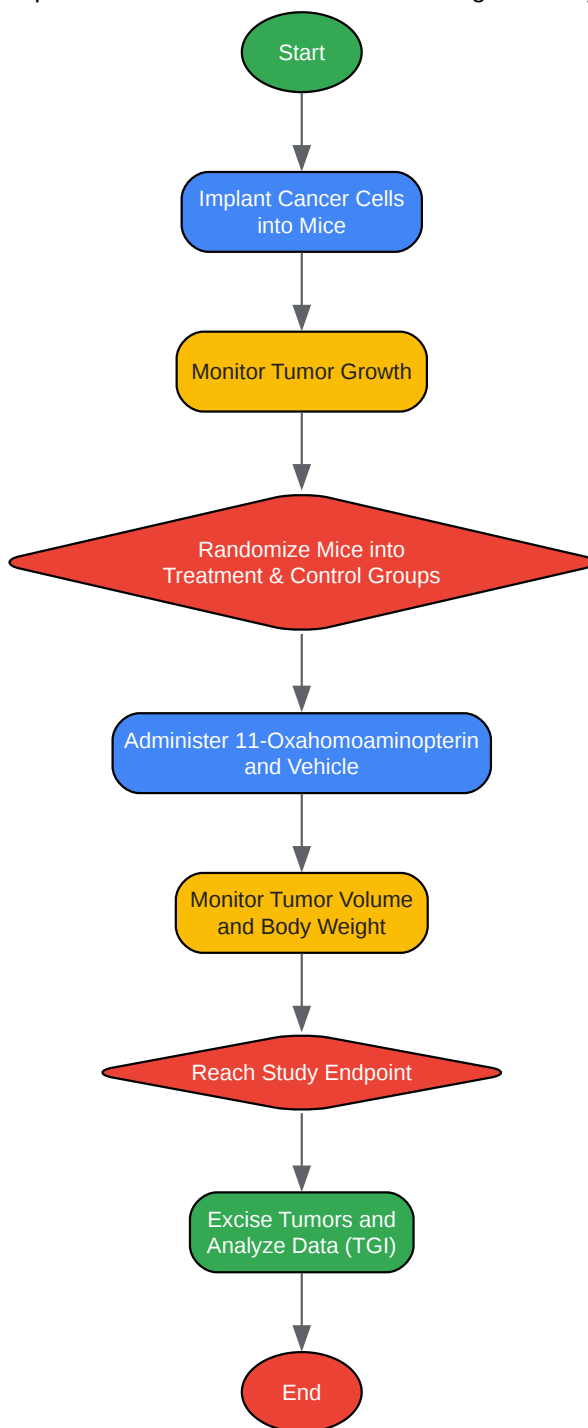 Start
Implant Cancer Cells
into Mice
Monitor Tumor Growth
Randomize Mice into
Treatment & Control Groups
Administer 11-Oxahomoaminopterin
and Vehicle
Monitor Tumor Volume
and Body Weight
Reach Study Endpoint
Excise Tumors and
Analyze Data (TGI)
End